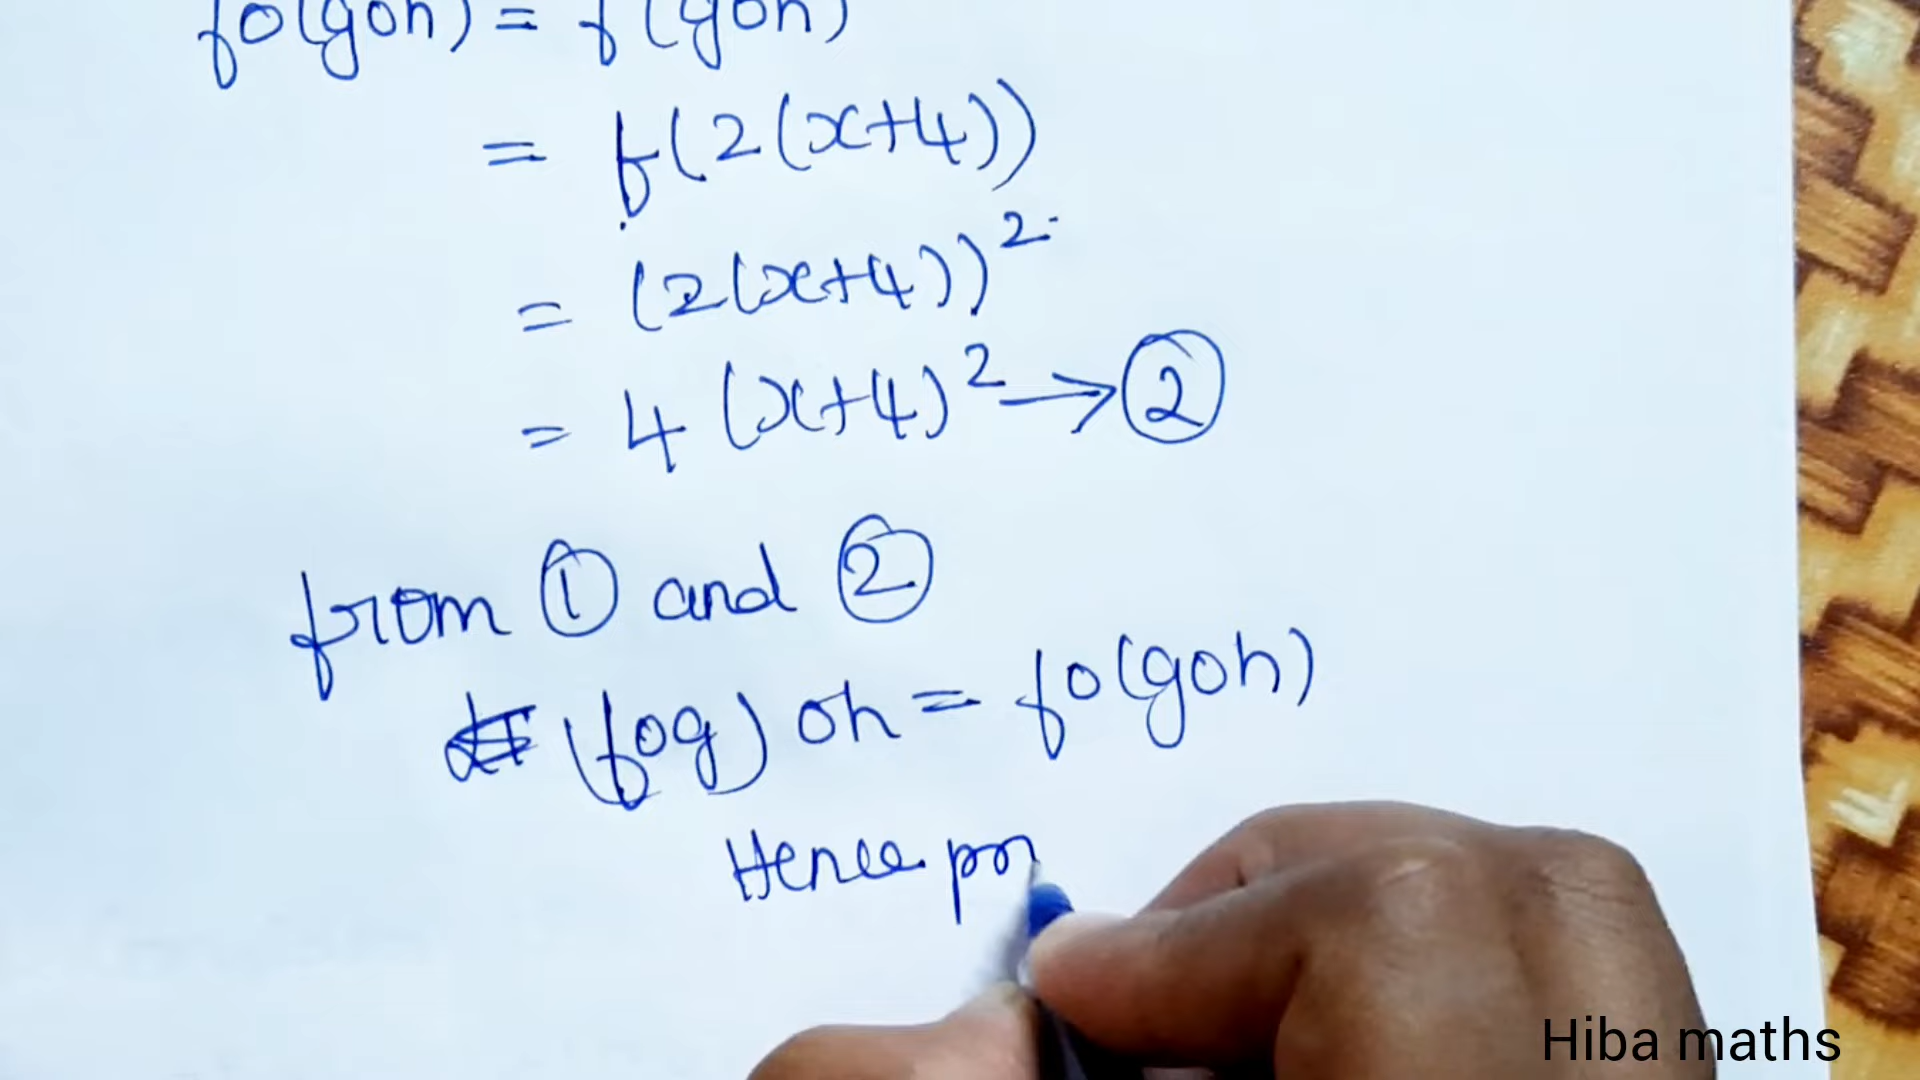 fo(goh) = f(goh)
= f(2(x+4))
= (2(x+4))²
= 4(x+4)² → ②
from ① and ②
(fog)oh = fo(goh)
Hence pro
Hiba maths